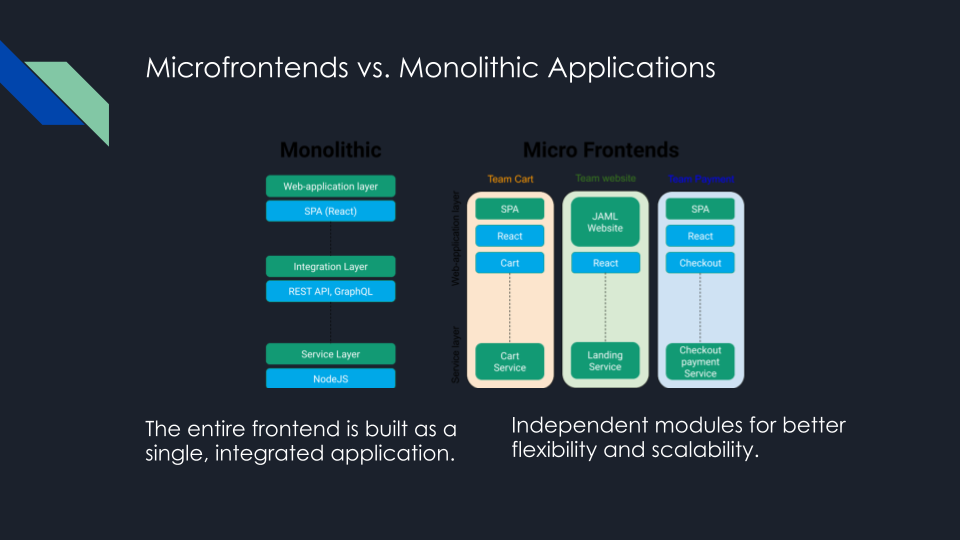 Microfrontends vs. Monolithic Applications
Monolithic
Web-application layer
SPA (React)
Integration Layer
REST API, GraphQL
Service Layer
NodeJS
Micro Frontends
Web-application layer
Service layer
Team Cart
SPA
React
Cart
Cart
Service
Team website
JAML
Website
React
Landing
Service
Team Payment
SPA
React
Checkout
Checkout
payment
Service
The entire frontend is built as a
single, integrated application.
Independent modules for better
flexibility and scalability.